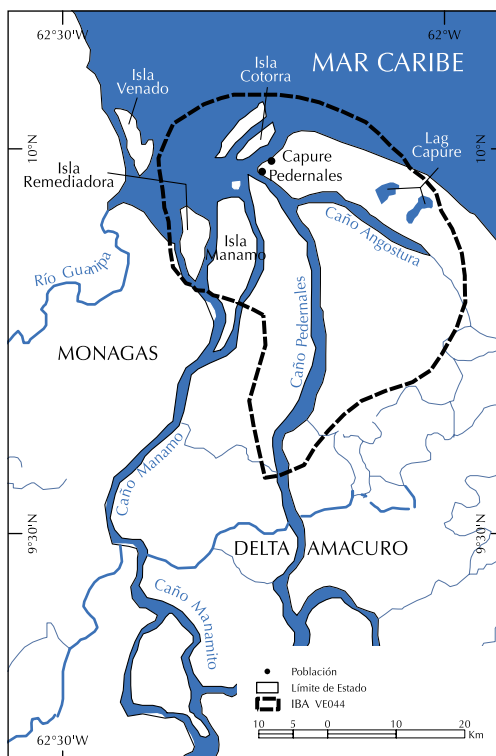 62°30'W
62°W
MAR CARIBE
Isla
Venado
Isla
Cotorra
10°N
10°N
Lag
Capure
Isla
Remediadora
Capure
Pedernales
Isla
Manamo
Caño Angostura
Río Guanipa
Caño Pedernales
MONAGAS
Caño Manamo
9°30'N
9°30'N
DELTA AMACURO
Caño Manamito
Población
Límite de Estado
IBA VE044
10 5 0 10 20
Km
62°30'W